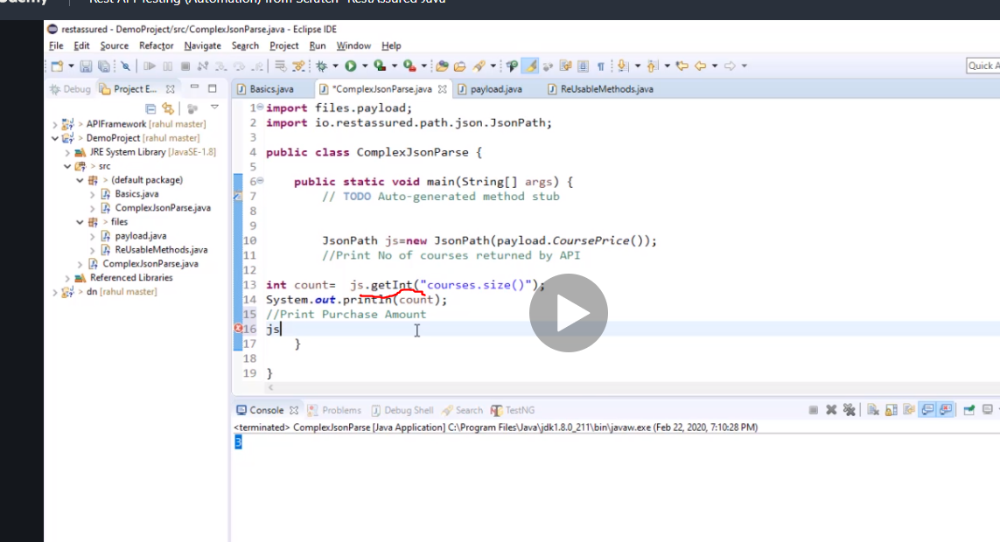 restassured - DemoProject/src/ComplexJsonParse.java - Eclipse IDE
File Edit Source Refactor Navigate Search Project Run Window Help
Quick A
Debug Project E...
Basics.java *ComplexJsonParse.java payload.java ReUsableMethods.java
> APIFramework [rahul master]
> DemoProject [rahul master]
JRE System Library [JavaSE-1.8]
> src
> (default package)
Basics.java
ComplexJsonParse.java
> files
payload.java
ReUsableMethods.java
ComplexJsonParse.java
Referenced Libraries
> dn [rahul master]
1 import files.payload;
2 import io.restassured.path.json.JsonPath;
3
4 public class ComplexJsonParse {
5
6 public static void main(String[] args) {
7 // TODO Auto-generated method stub
8
9
10 JsonPath js=new JsonPath(payload.CoursePrice());
11 //Print No of courses returned by API
12
13 int count= js.getInt("courses.size()");
14 System.out.println(count);
15 //Print Purchase Amount
16 js
17 }
18
19 }
Console Problems Debug Shell Search TestNG
<terminated> ComplexJsonParse [Java Application] C:\Program Files\Java\jdk1.8.0_211\bin\javaw.exe (Feb 22, 2020, 7:10:28 PM)
3